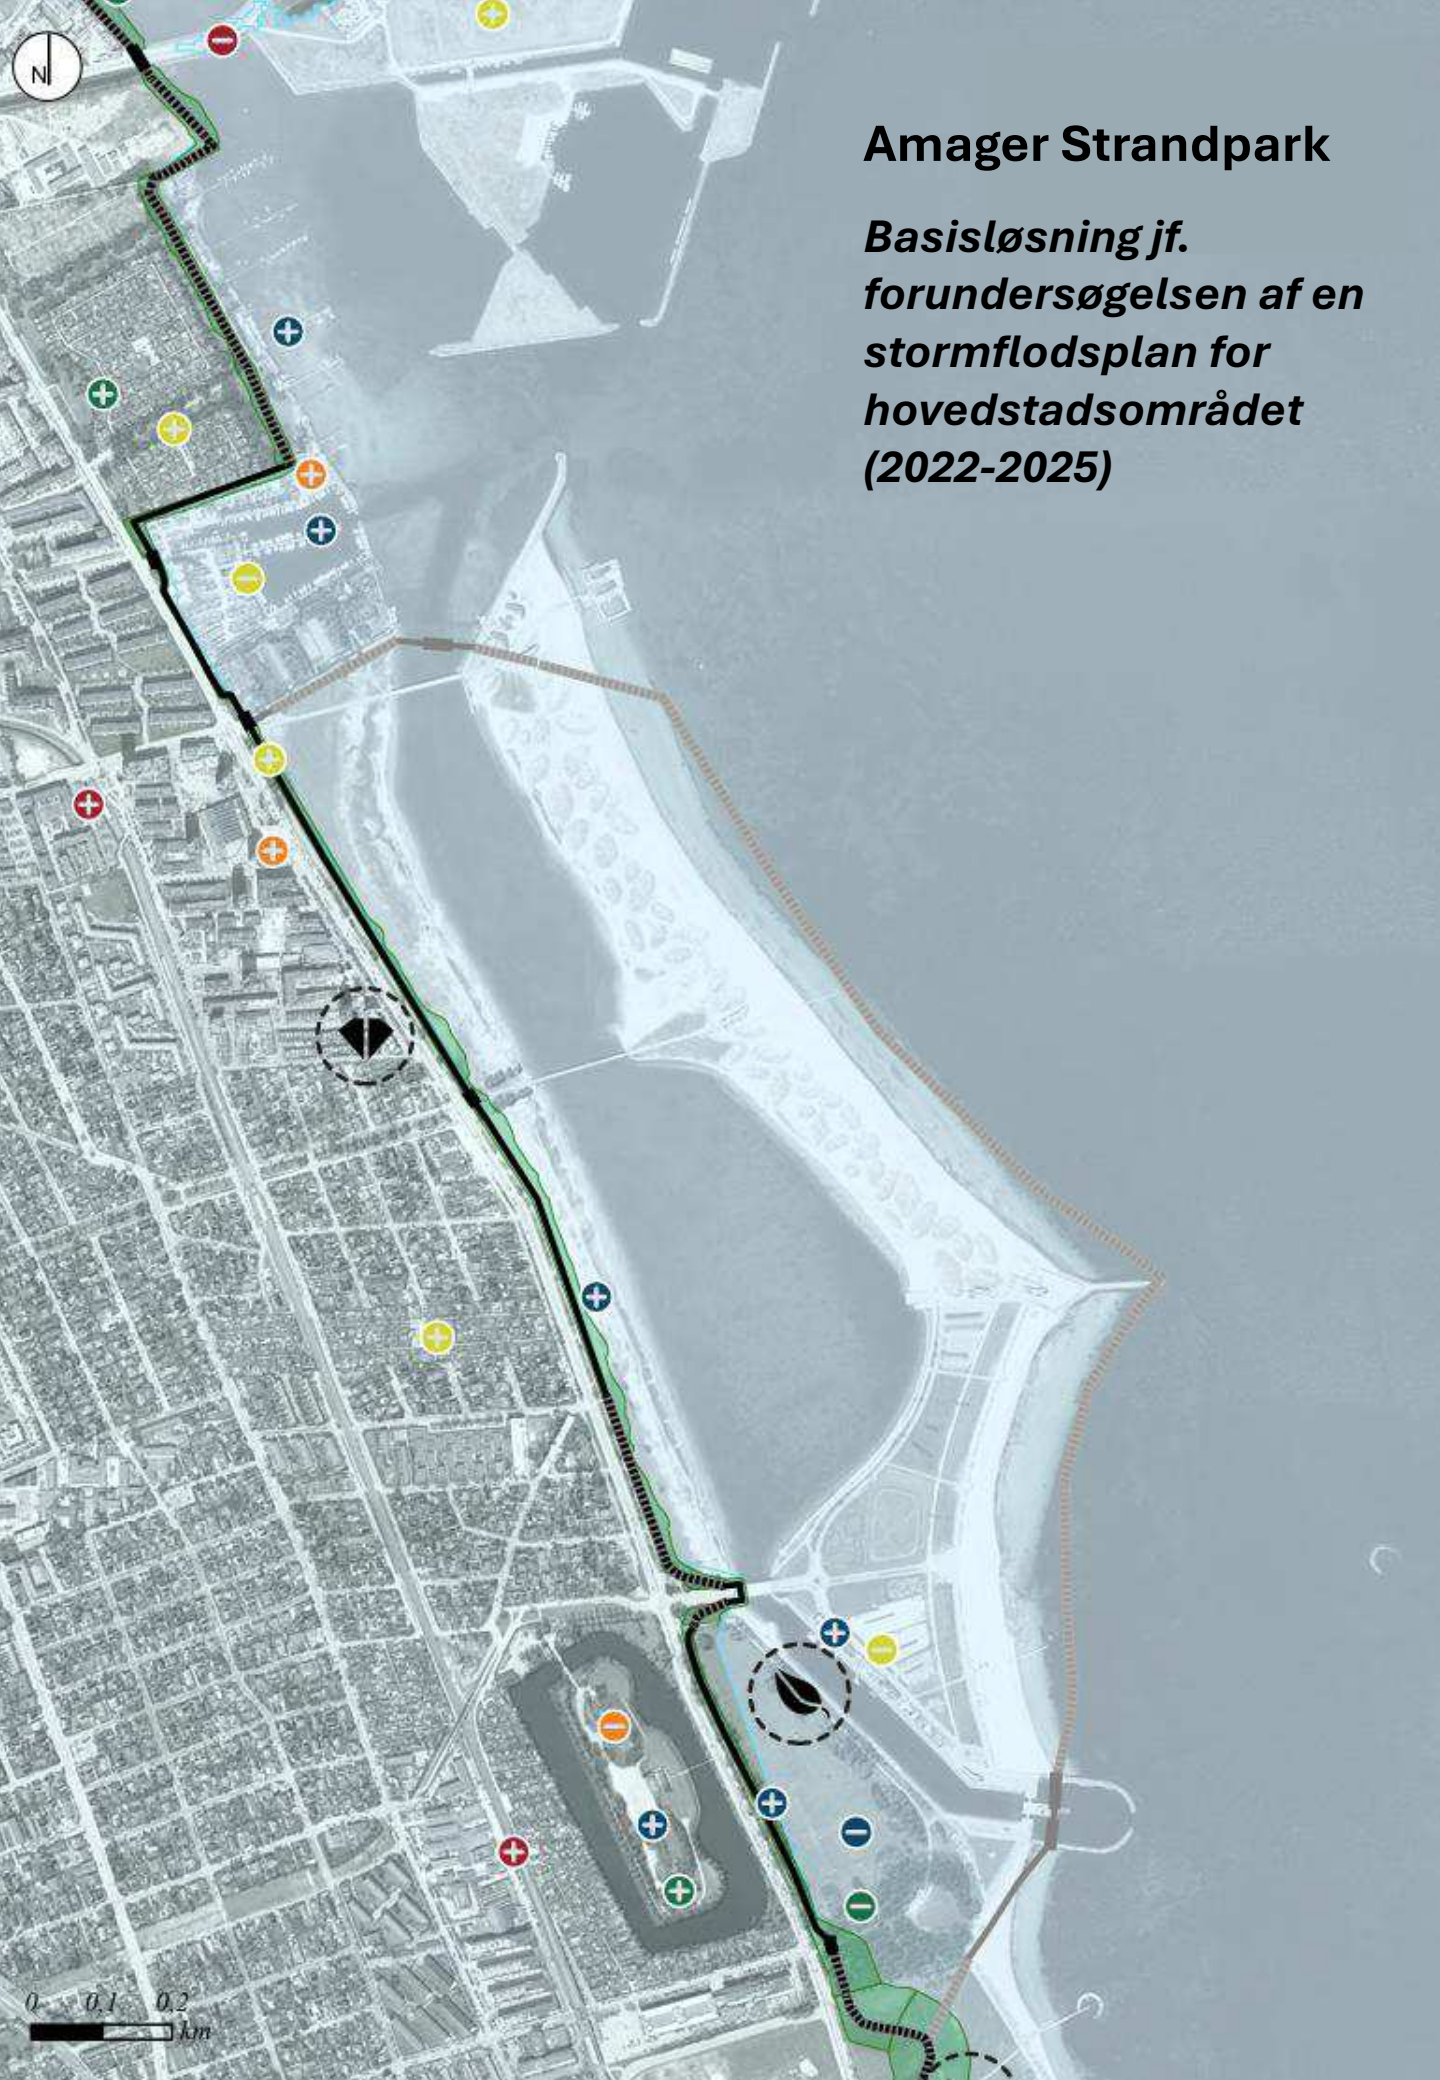 N
Amager Strandpark
Basisløsning jf.
forundersøgelsen af en
stormflodsplan for
hovedstadsområdet
(2022-2025)
0 0,1 0,2
km